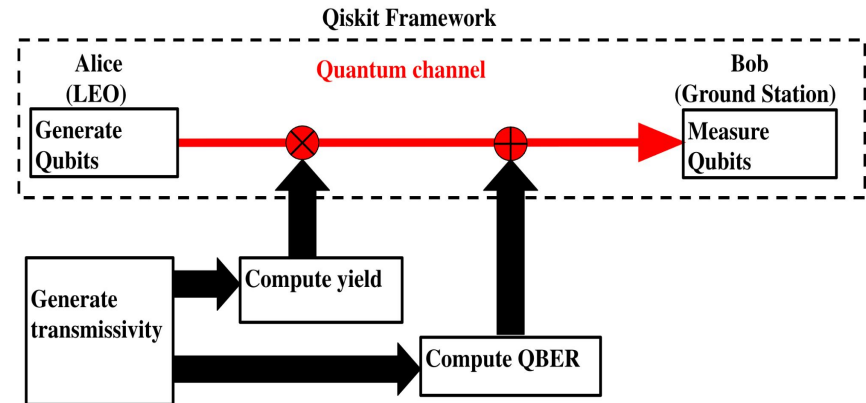 Qiskit Framework
Alice
(LEO)
Quantum channel
Bob
(Ground Station)
Generate
Qubits
Measure
Qubits
Generate
transmissivity
Compute yield
Compute QBER